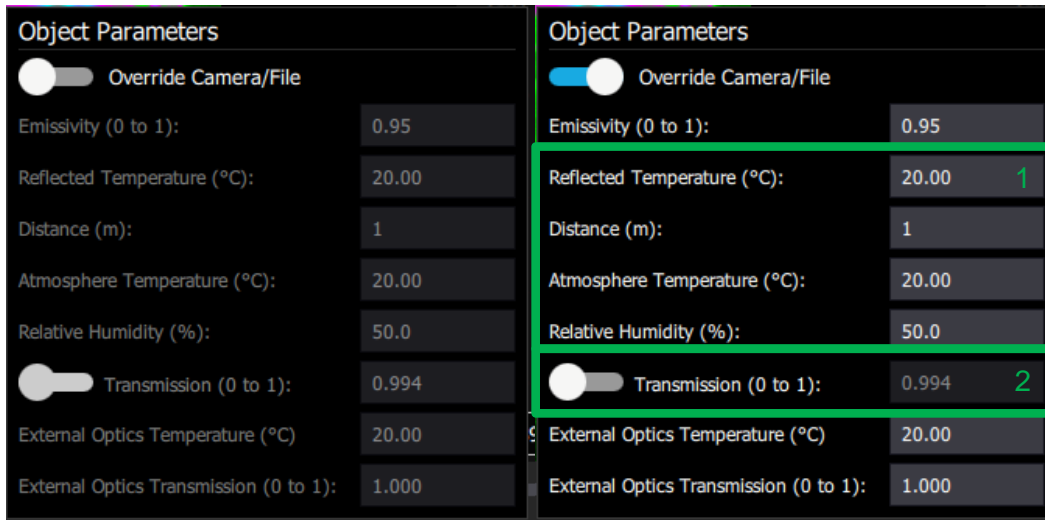 Object Parameters
Override Camera/File
Emissivity (0 to 1): 0.95
Reflected Temperature (°C): 20.00
Distance (m): 1
Atmosphere Temperature (°C): 20.00
Relative Humidity (%): 50.0
Transmission (0 to 1): 0.994
External Optics Temperature (°C) 20.00
External Optics Transmission (0 to 1): 1.000
Object Parameters
Override Camera/File
Emissivity (0 to 1): 0.95
Reflected Temperature (°C): 20.00 1
Distance (m): 1
Atmosphere Temperature (°C): 20.00
Relative Humidity (%): 50.0
Transmission (0 to 1): 0.994 2
External Optics Temperature (°C) 20.00
External Optics Transmission (0 to 1): 1.000